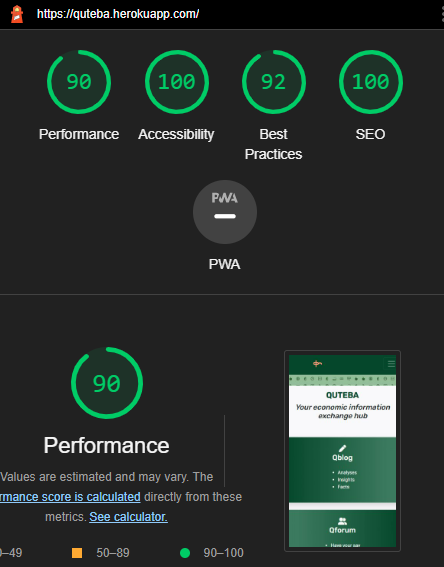 https://quteba.herokuapp.com/
90
100
92
100
Performance
Accessibility
Best
Practices
SEO
PWA
PWA
90
Performance
Values are estimated and may vary. The
rmance score is calculated directly from these
metrics. See calculator.
0–49
50–89
90–100
QUTEBA
Your economic information
exchange hub
Qblog
Analyses
Insights
Facts
Qforum
Have your say